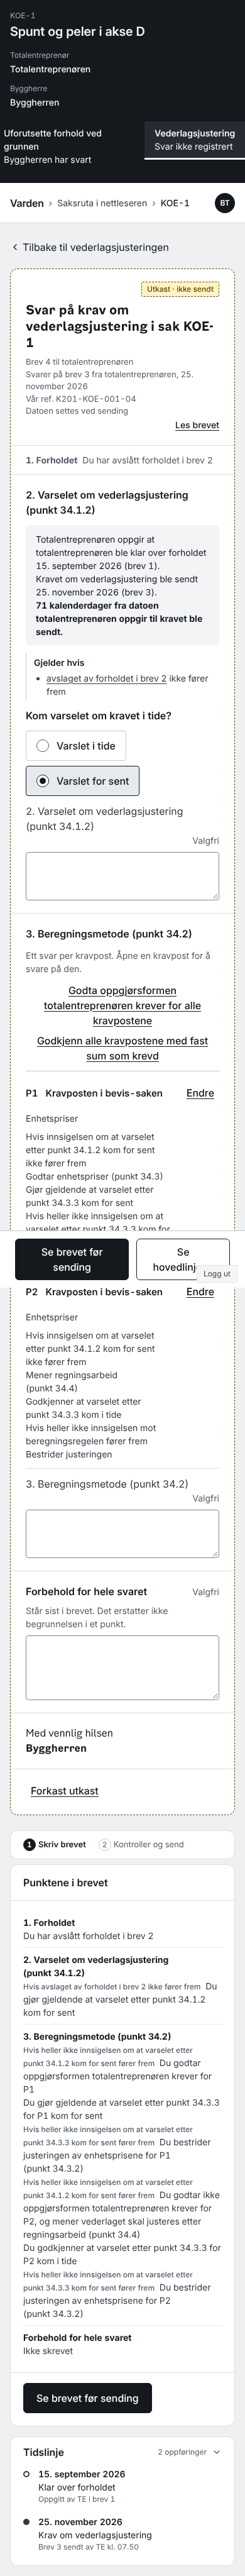 KOE-1
Spunt og peler i akse D
Totalentreprenør
Totalentreprenøren
Byggherre
Byggherren
Uforutsette forhold ved
grunnen
Byggherren har svart
Vederlagsjustering
Svar ikke registrert
Varden › Saksruta i nettleseren › KOE-1
BT
Tilbake til vederlagsjusteringen
Utkast · ikke sendt
Svar på krav om
vederlagsjustering i sak KOE-
1
Brev 4 til totalentreprenøren
Svarer på brev 3 fra totalentreprenøren, 25.
november 2026
Vår ref. K201-KOE-001-04
Datoen settes ved sending
Les brevet
1. Forholdet Du har avslått forholdet i brev 2
2. Varselet om vederlagsjustering
(punkt 34.1.2)
Totalentreprenøren oppgir at
totalentreprenøren ble klar over forholdet
15. september 2026 (brev 1).
Kravet om vederlagsjustering ble sendt
25. november 2026 (brev 3).
71 kalenderdager fra datoen
totalentreprenøren oppgir til kravet ble
sendt.
Gjelder hvis
• avslaget av forholdet i brev 2 ikke fører
frem
Kom varselet om kravet i tide?
Varslet i tide
Varslet for sent
2. Varselet om vederlagsjustering
(punkt 34.1.2)
Valgfri
3. Beregningsmetode (punkt 34.2)
Ett svar per kravpost. Åpne en kravpost for å
svare på den.
Godta oppgjørsformen
totalentreprenøren krever for alle
kravpostene
Godkjenn alle kravpostene med fast
sum som krevd
P1 Kravposten i bevis-saken Endre
Enhetspriser
Hvis innsigelsen om at varselet
etter punkt 34.1.2 kom for sent
ikke fører frem
Godtar enhetspriser (punkt 34.3)
Gjør gjeldende at varselet etter
punkt 34.3.3 kom for sent
Hvis heller ikke innsigelsen om at
varselet etter punkt 34.3.3 kom for
Se brevet før
sending
Se
Logg ut
P2 Kravposten i bevis-saken Endre
Enhetspriser
Hvis innsigelsen om at varselet
etter punkt 34.1.2 kom for sent
ikke fører frem
Mener regningsarbeid
(punkt 34.4)
Godkjenner at varselet etter
punkt 34.3.3 kom i tide
Hvis heller ikke innsigelsen mot
beregningsregelen fører frem
Bestrider justeringen
3. Beregningsmetode (punkt 34.2)
Valgfri
Forbehold for hele svaret Valgfri
Står sist i brevet. Det erstatter ikke
begrunnelsen i et punkt.
Med vennlig hilsen
Byggherren
Forkast utkast
1 Skriv brevet 2 Kontroller og send
Punktene i brevet
1. Forholdet
Du har avslått forholdet i brev 2
2. Varselet om vederlagsjustering
(punkt 34.1.2)
Hvis avslaget av forholdet i brev 2 ikke fører frem Du
gjør gjeldende at varselet etter punkt 34.1.2
kom for sent
3. Beregningsmetode (punkt 34.2)
Hvis heller ikke innsigelsen om at varselet etter
punkt 34.1.2 kom for sent fører frem Du godtar
oppgjørsformen totalentreprenøren krever for
P1
Du gjør gjeldende at varselet etter punkt 34.3.3
for P1 kom for sent
Hvis heller ikke innsigelsen om at varselet etter
punkt 34.3.3 kom for sent fører frem Du bestrider
justeringen av enhetsprisene for P1
(punkt 34.3.2)
Hvis heller ikke innsigelsen om at varselet etter
punkt 34.1.2 kom for sent fører frem Du godtar ikke
oppgjørsformen totalentreprenøren krever for
P2, og mener vederlaget skal justeres etter
regningsarbeid (punkt 34.4)
Du godkjenner at varselet etter punkt 34.3.3 for
P2 kom i tide
Hvis heller ikke innsigelsen om at varselet etter
punkt 34.3.3 kom for sent fører frem Du bestrider
justeringen av enhetsprisene for P2
(punkt 34.3.2)
Forbehold for hele svaret
Ikke skrevet
Se brevet før sending
Tidslinje 2 oppføringer
15. september 2026
Klar over forholdet
Oppgitt av TE i brev 1
25. november 2026
Krav om vederlagsjustering
Brev 3 sendt av TE kl. 07.50